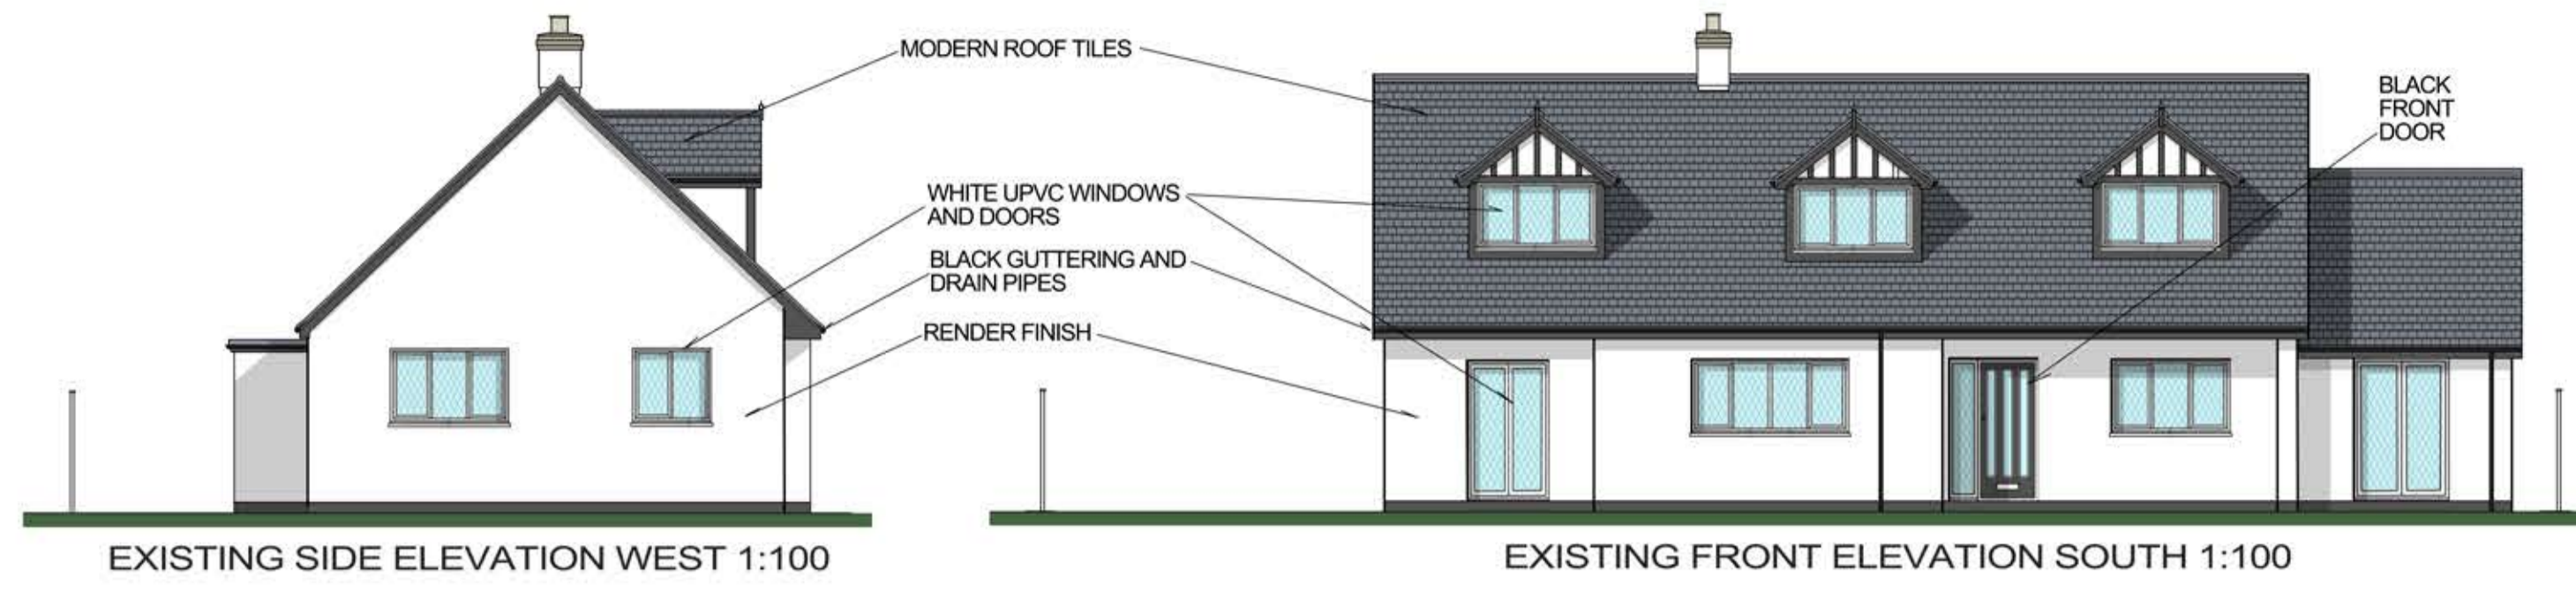 MODERN ROOF TILES
BLACK
FRONT
DOOR
WHITE UPVC WINDOWS
AND DOORS
BLACK GUTTERING AND
DRAIN PIPES
RENDER FINISH
EXISTING SIDE ELEVATION WEST 1:100
EXISTING FRONT ELEVATION SOUTH 1:100